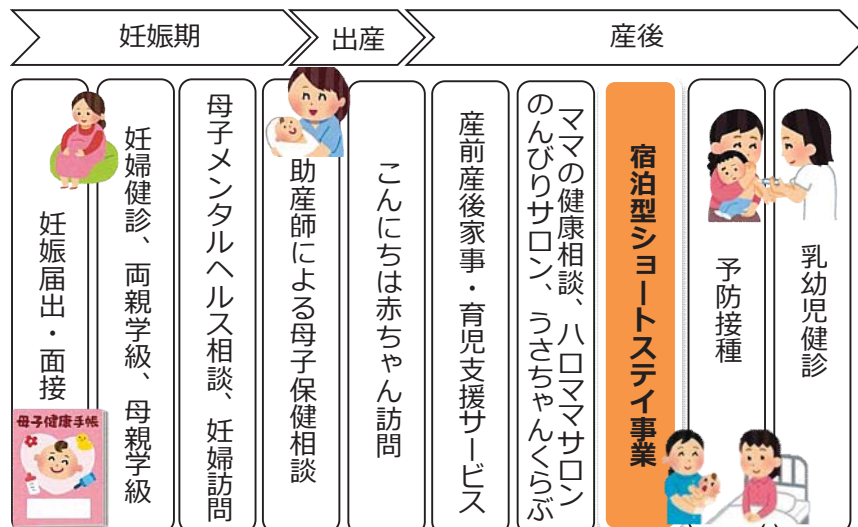 妊娠期
出産
産後
妊娠届出・面接
母子健康手帳
妊婦健診、両親学級、母親学級
母子メンタルヘルス相談、妊婦訪問
助産師による母子保健相談
こんにちは赤ちゃん訪問
産前産後家事・育児支援サービス
ママの健康相談、ハロママサロン
のんびりサロン、うさちゃんくらぶ
宿泊型ショートステイ事業
予防接種
乳幼児健診